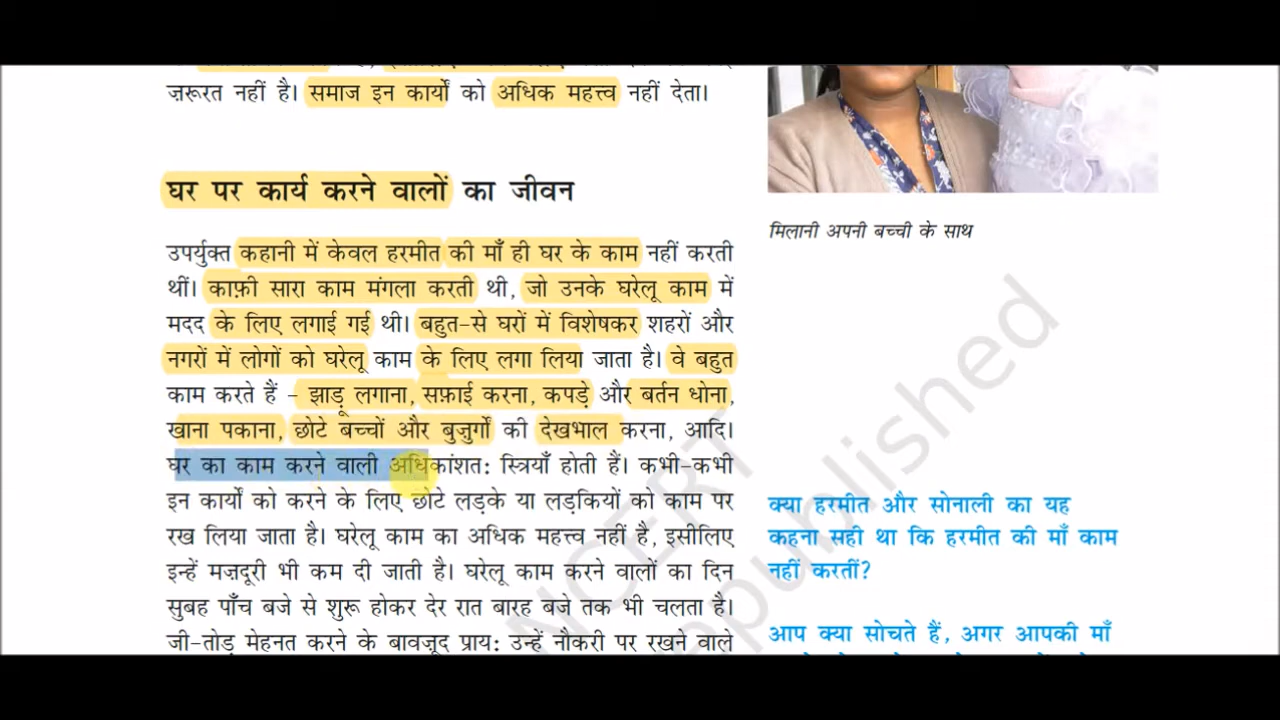 ज़रूरत नहीं है। समाज इन कार्यों को अधिक महत्त्व नहीं देता।
घर पर कार्य करने वालों का जीवन
उपर्युक्त कहानी में केवल हरमीत की माँ ही घर के काम नहीं करती
थीं। काफ़ी सारा काम मंगला करती थी, जो उनके घरेलू काम में
मदद के लिए लगाई गई थी। बहुत-से घरों में विशेषकर शहरों और
नगरों में लोगों को घरेलू काम के लिए लगा लिया जाता है। वे बहुत
काम करते हैं – झाड़ू लगाना, सफ़ाई करना, कपड़े और बर्तन धोना,
खाना पकाना, छोटे बच्चों और बुज़ुर्गों की देखभाल करना, आदि।
घर का काम करने वाली अधिकांशत: स्त्रियाँ होती हैं। कभी-कभी
इन कार्यों को करने के लिए छोटे लड़के या लड़कियों को काम पर
रख लिया जाता है। घरेलू काम का अधिक महत्त्व नहीं है, इसीलिए
इन्हें मज़दूरी भी कम दी जाती है। घरेलू काम करने वालों का दिन
सुबह पाँच बजे से शुरू होकर देर रात बारह बजे तक भी चलता है।
जी-तोड़ मेहनत करने के बावज़ूद प्राय: उन्हें नौकरी पर रखने वाले
मिलानी अपनी बच्ची के साथ
क्या हरमीत और सोनाली का यह
कहना सही था कि हरमीत की माँ काम
नहीं करतीं?
आप क्या सोचते हैं, अगर आपकी माँ
NCERT
republished